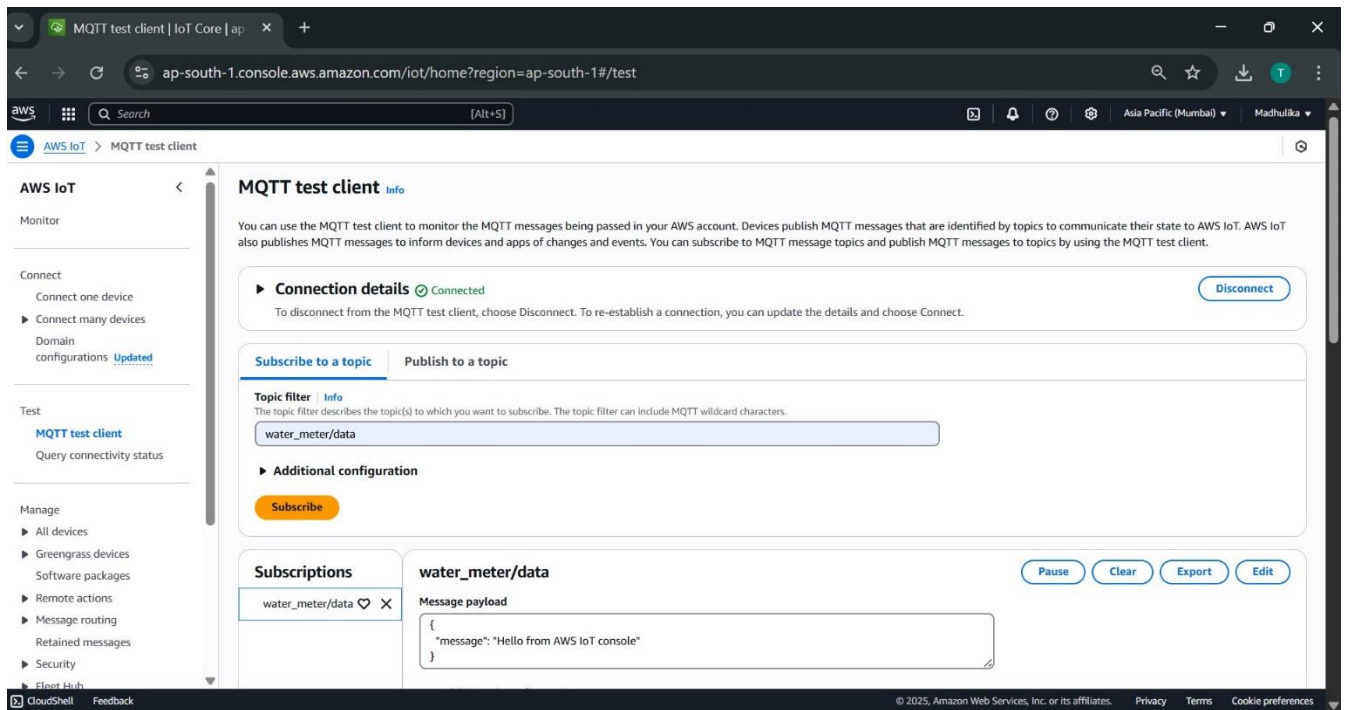 MQTT test client | IoT Core | ap
ap-south-1.console.aws.amazon.com/iot/home?region=ap-south-1#/test
T
aws
Search [Alt+S]
Asia Pacific (Mumbai)
Madhulika
AWS IoT > MQTT test client
AWS IoT
Monitor
Connect
Connect one device
Connect many devices
Domain
configurations Updated
Test
MQTT test client
Query connectivity status
Manage
All devices
Greengrass devices
Software packages
Remote actions
Message routing
Retained messages
Security
Fleet Hub
MQTT test client Info
You can use the MQTT test client to monitor the MQTT messages being passed in your AWS account. Devices publish MQTT messages that are identified by topics to communicate their state to AWS IoT. AWS IoT
also publishes MQTT messages to inform devices and apps of changes and events. You can subscribe to MQTT message topics and publish MQTT messages to topics by using the MQTT test client.
Connection details Connected
Disconnect
To disconnect from the MQTT test client, choose Disconnect. To re-establish a connection, you can update the details and choose Connect.
Subscribe to a topic
Publish to a topic
Topic filter Info
The topic filter describes the topic(s) to which you want to subscribe. The topic filter can include MQTT wildcard characters.
water_meter/data
Additional configuration
Subscribe
Subscriptions
water_meter/data
water_meter/data
Pause
Clear
Export
Edit
Message payload
{
"message": "Hello from AWS IoT console"
}
CloudShell
Feedback
© 2025, Amazon Web Services, Inc. or its affiliates.
Privacy
Terms
Cookie preferences